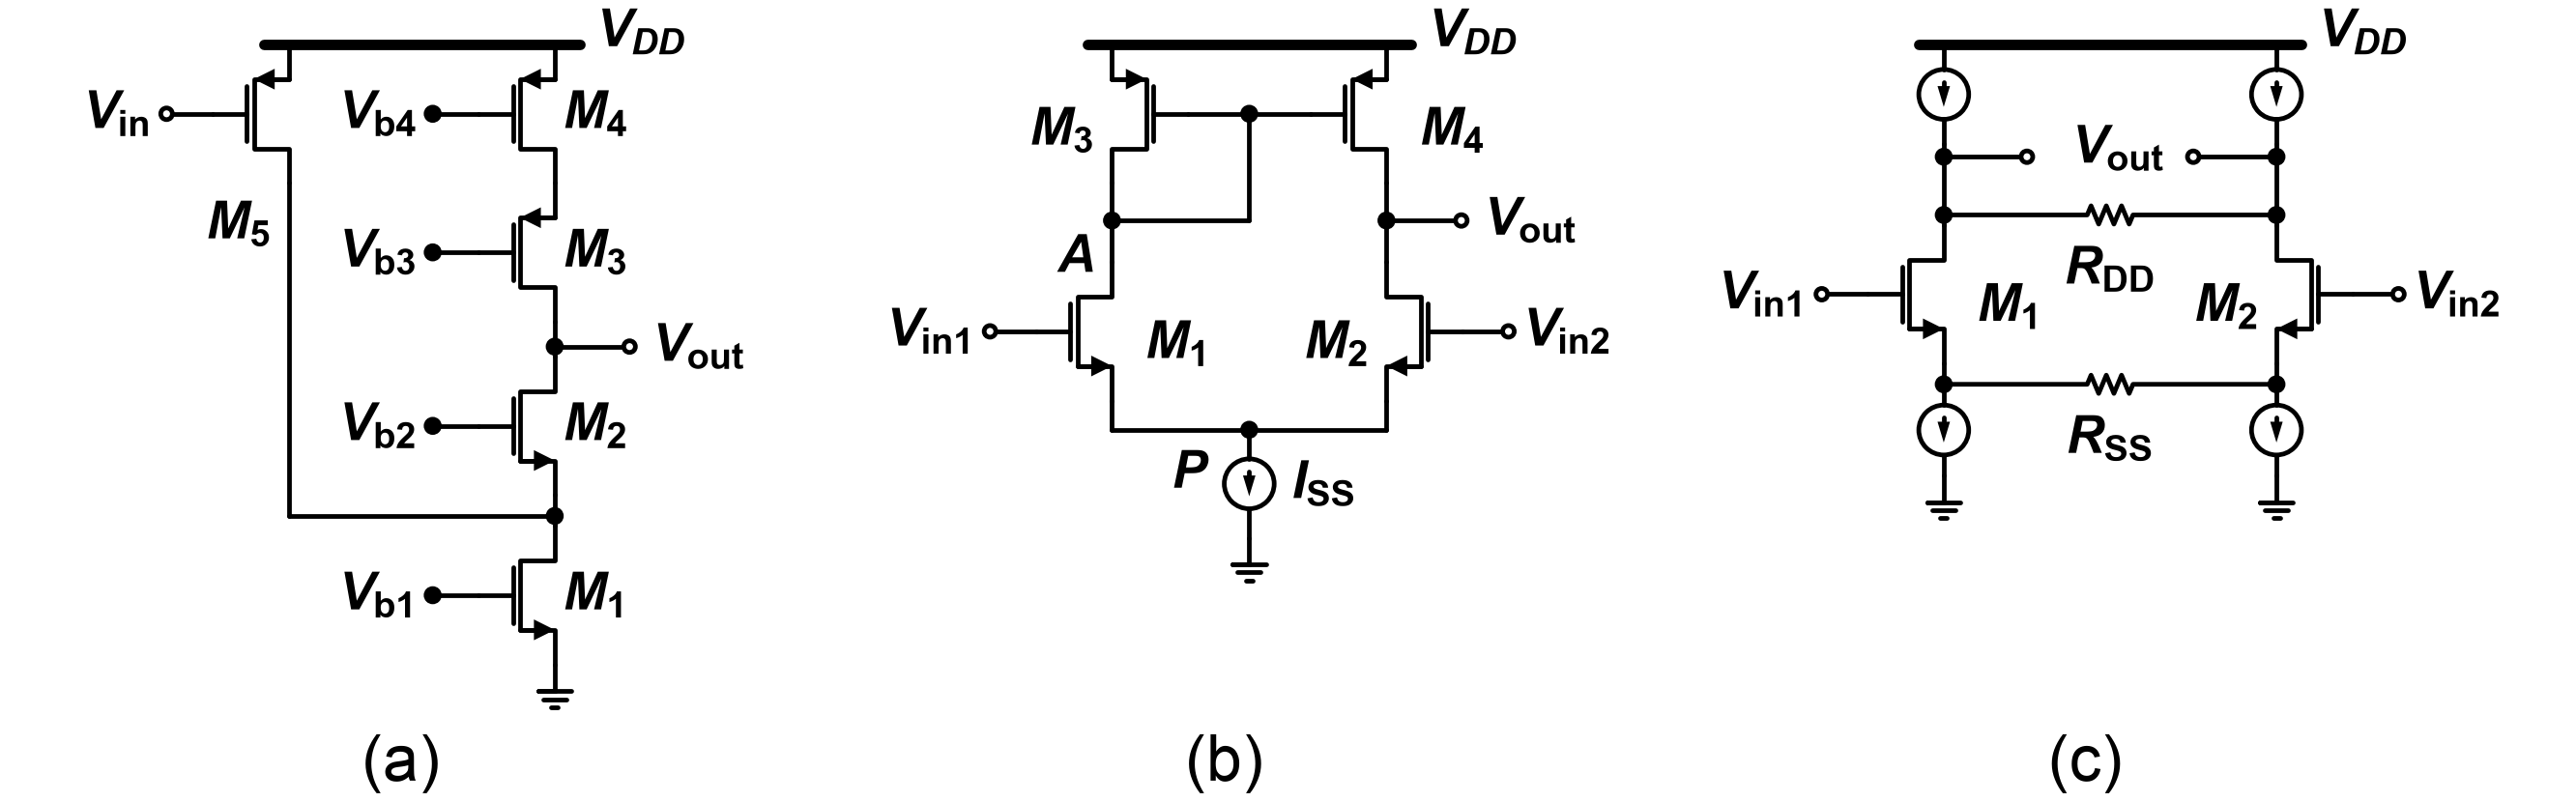 VDD
Vin
Vb4
M4
M5
Vb3
M3
Vout
Vb2
M2
Vb1
M1
(a)
VDD
M3
M4
A
Vout
Vin1
M1
M2
Vin2
P
ISS
(b)
VDD
Vout
RDD
Vin1
M1
M2
Vin2
RSS
(c)